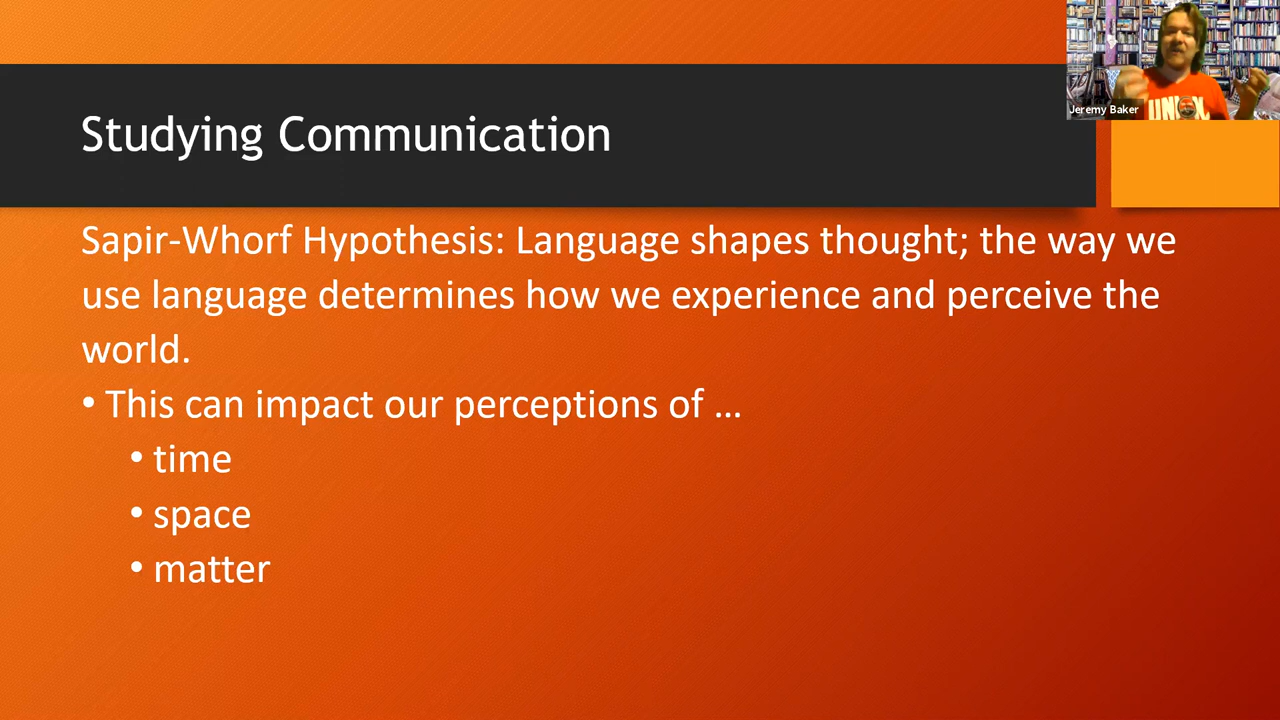 Jeremy Baker
Studying Communication
Sapir-Whorf Hypothesis: Language shapes thought; the way we
use language determines how we experience and perceive the
world.
• This can impact our perceptions of …
• time
• space
• matter